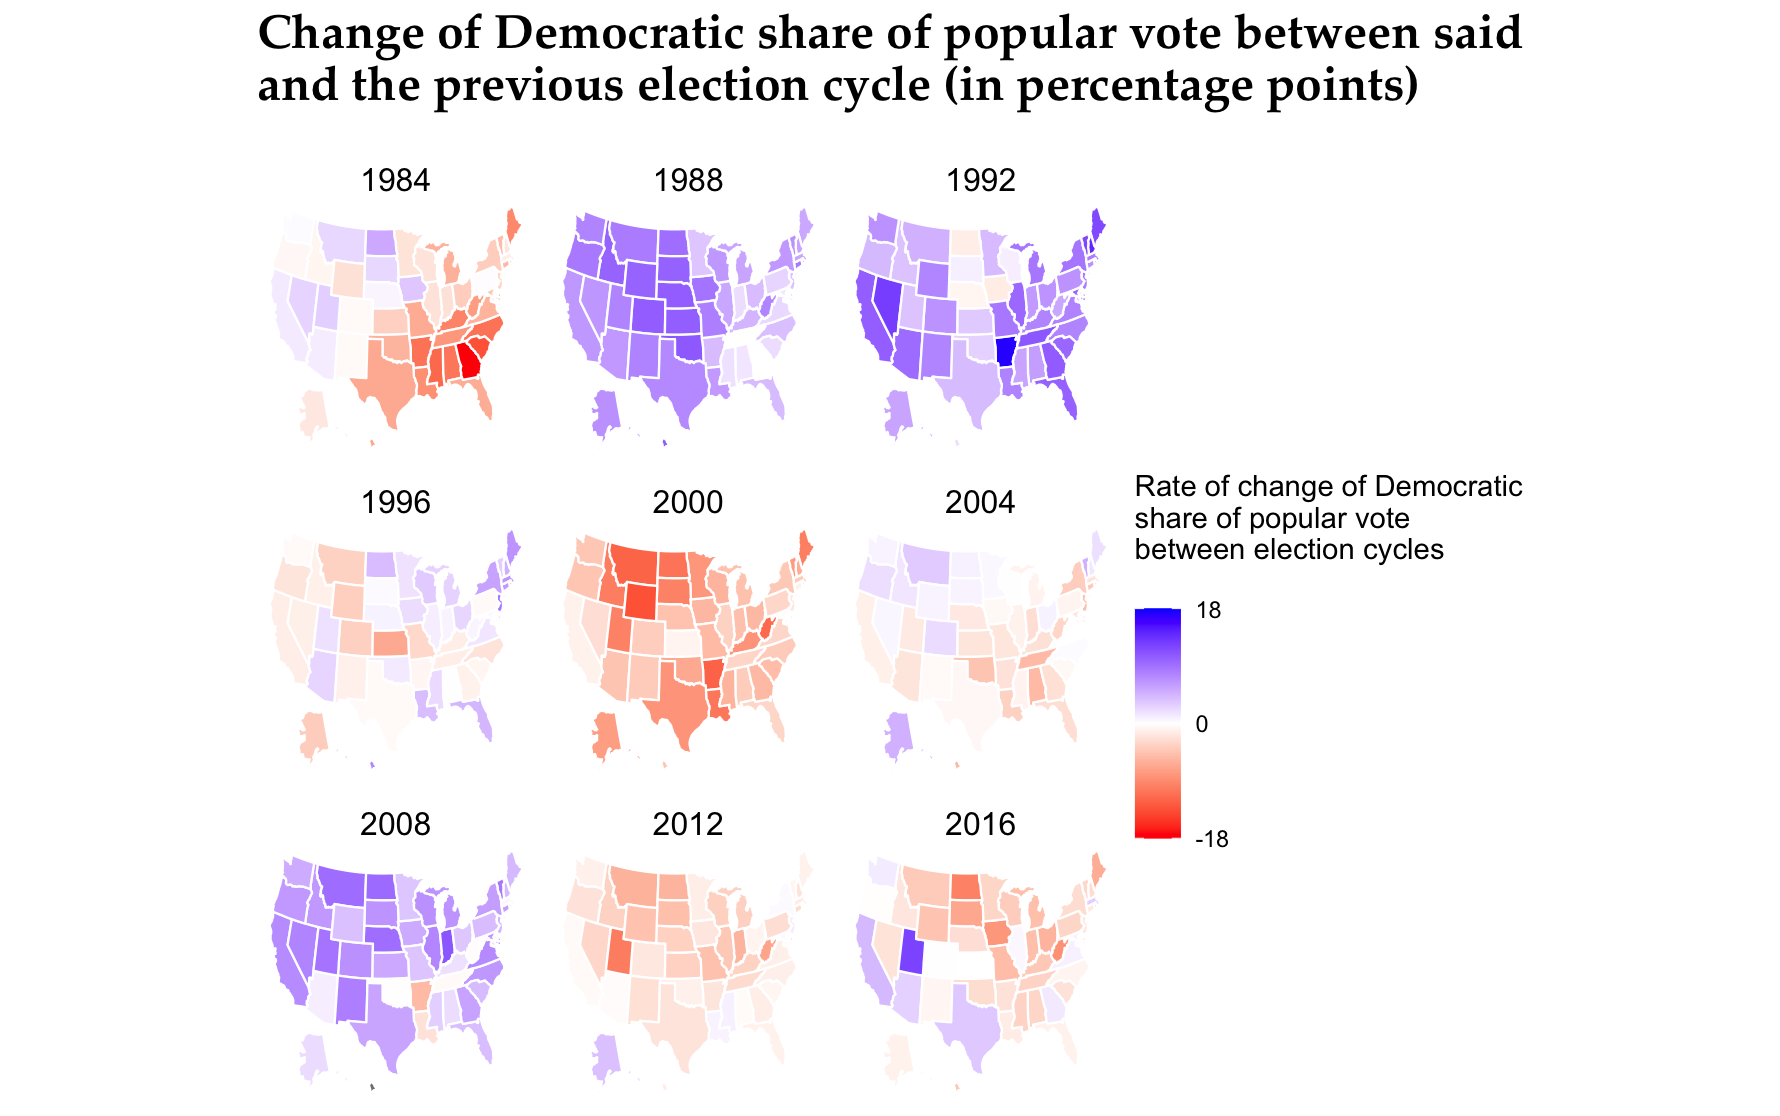 Change of Democratic share of popular vote between said
and the previous election cycle (in percentage points)
1984
1988
1992
1996
2000
2004
Rate of change of Democratic
share of popular vote
between election cycles
18
0
-18
2008
2012
2016